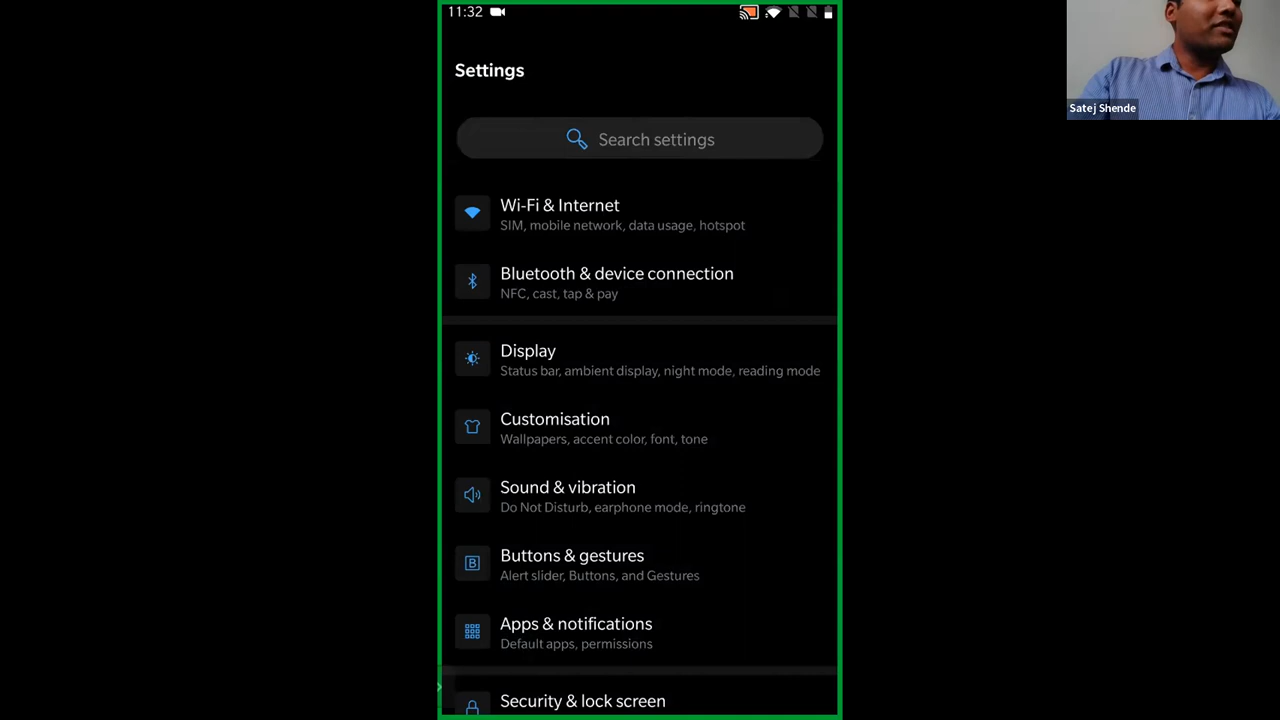 11:32
Settings
Search settings
Wi-Fi & Internet
SIM, mobile network, data usage, hotspot
Bluetooth & device connection
NFC, cast, tap & pay
Display
Status bar, ambient display, night mode, reading mode
Customisation
Wallpapers, accent color, font, tone
Sound & vibration
Do Not Disturb, earphone mode, ringtone
B
Buttons & gestures
Alert slider, Buttons, and Gestures
Apps & notifications
Default apps, permissions
Security & lock screen
Satej Shende